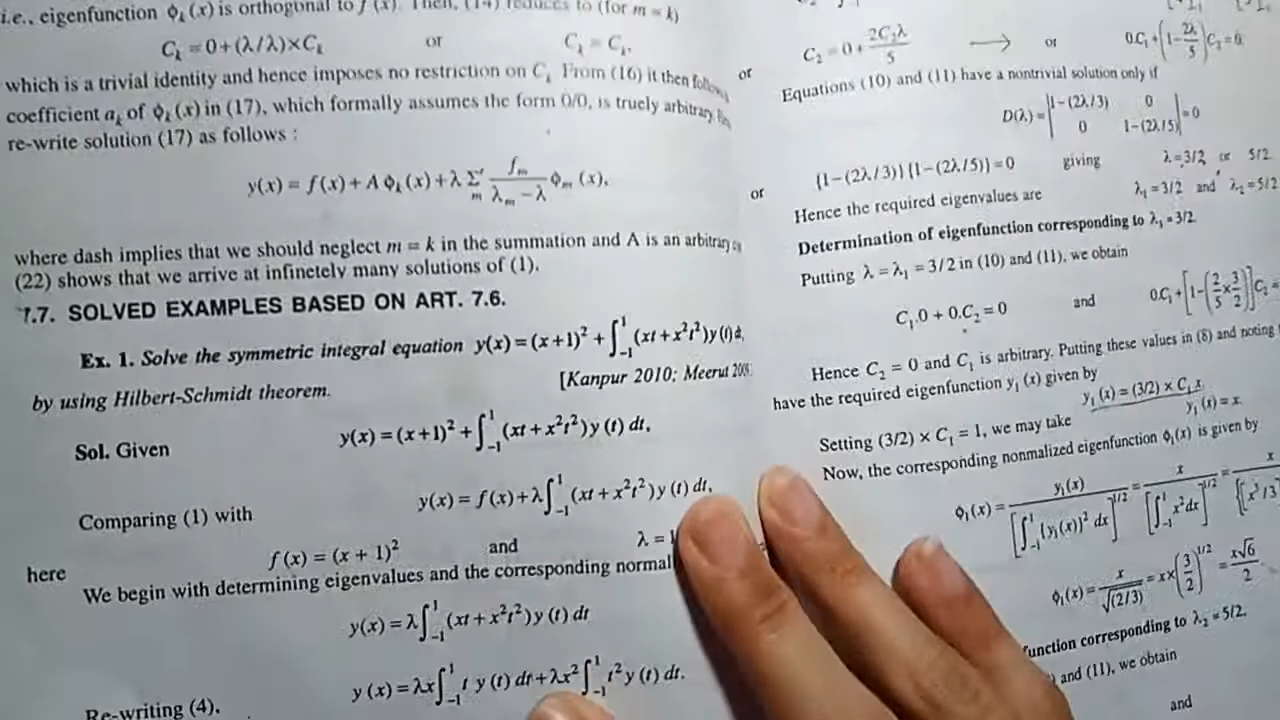 i.e., eigenfunction ϕₖ(x) is orthogonal to f (x). Then, (14) reduces to (for m = k)
Cₖ = 0 + (λ/λ)×Cₖ or Cₖ = Cₖ,
which is a trivial identity and hence imposes no restriction on Cₖ From (16) it then follows
coefficient aₖ of ϕₖ(x) in (17), which formally assumes the form 0/0, is truely arbitrary.
re-write solution (17) as follows :
y(x) = f(x) + A ϕₖ(x) + λ Σ′ₘ fₘ/(λₘ − λ) ϕₘ (x),
where dash implies that we should neglect m = k in the summation and A is an arbitrary
(22) shows that we arrive at infinetely many solutions of (1).
7.7. SOLVED EXAMPLES BASED ON ART. 7.6.
Ex. 1. Solve the symmetric integral equation y(x) = (x+1)² + ∫₋₁¹ (xt + x²t²) y (t) dt,
by using Hilbert-Schmidt theorem. [Kanpur 2010; Meerut
Sol. Given y(x) = (x+1)² + ∫₋₁¹ (xt + x²t²) y (t) dt,
Comparing (1) with y(x) = f(x) + λ∫₋₁¹ (xt + x²t²) y (t) dt,
here f (x) = (x + 1)² and λ = 1
We begin with determining eigenvalues and the corresponding normal
y(x) = λ∫₋₁¹ (xt + x²t²) y (t) dt
Re-writing (4), y (x) = λx∫₋₁¹ t y (t) dt + λx² ∫₋₁¹ t² y (t) dt.
or C₂ = 0 + 2C₂λ/5 → or 0.C₁ + (1 − 2λ/5) C₂ = 0.
Equations (10) and (11) have a nontrivial solution only if
D(λ) = |1−(2λ/3) 0; 0 1−(2λ/5)| = 0
or {1−(2λ/3)} {1−(2λ/5)} = 0 giving λ = 3/2 or 5/2.
Hence the required eigenvalues are λ₁ = 3/2 and λ₂ = 5/2
Determination of eigenfunction corresponding to λ₁ = 3/2.
Putting λ = λ₁ = 3/2 in (10) and (11), we obtain
C₁.0 + 0.C₂ = 0 and 0.C₁ + [1−(2/5 × 3/2)] C₂ =
Hence C₂ = 0 and C₁ is arbitrary. Putting these values in (8) and noting
have the required eigenfunction y₁ (x) given by y₁ (x) = (3/2) × C₁ x.
Setting (3/2) × C₁ = 1, we may take y₁ (x) = x.
Now, the corresponding nonmalized eigenfunction ϕ₁(x) is given by
ϕ₁(x) = y₁(x)/[∫₋₁¹ {y₁(x)}² dx]^1/2 = x/[∫₋₁¹ x² dx]^1/2 = x/[[x³/3
ϕ₁(x) = x/√(2/3) = x×(3/2)^1/2 = x√6/2.
function corresponding to λ₂ = 5/2.
and (11), we obtain
and